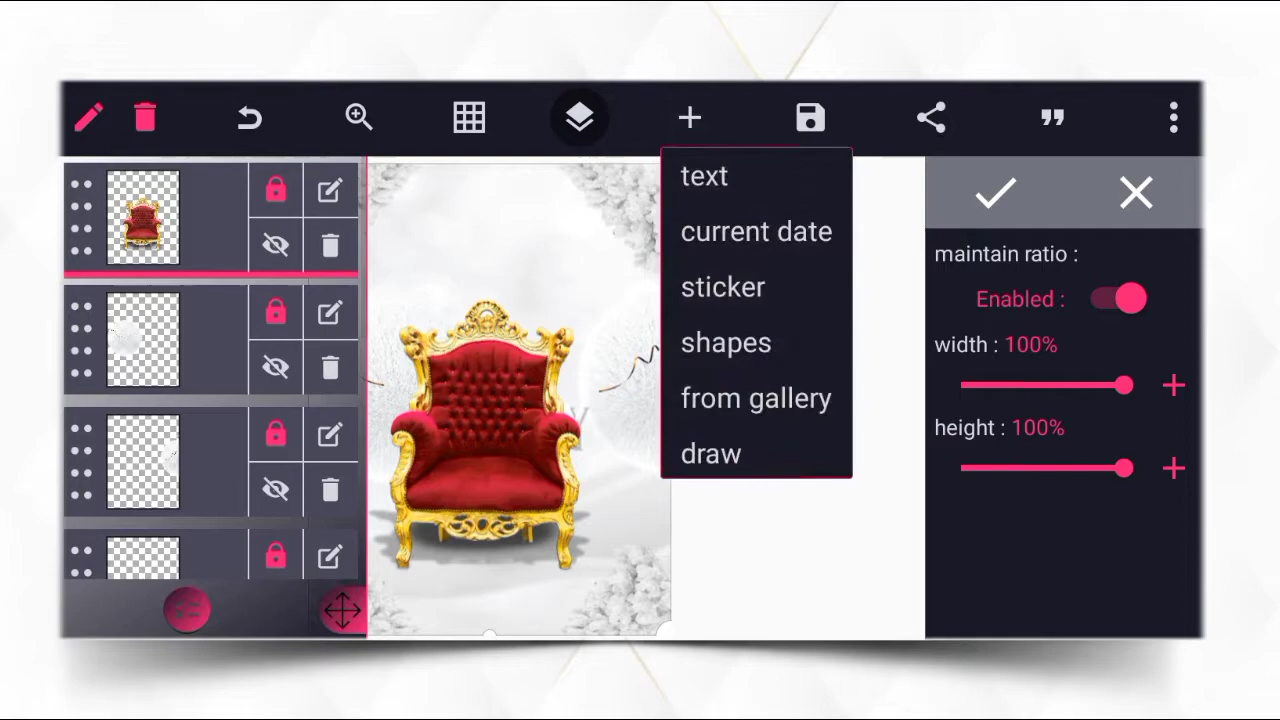 text
current date
sticker
shapes
from gallery
draw
maintain ratio :
Enabled :
width : 100%
height : 100%